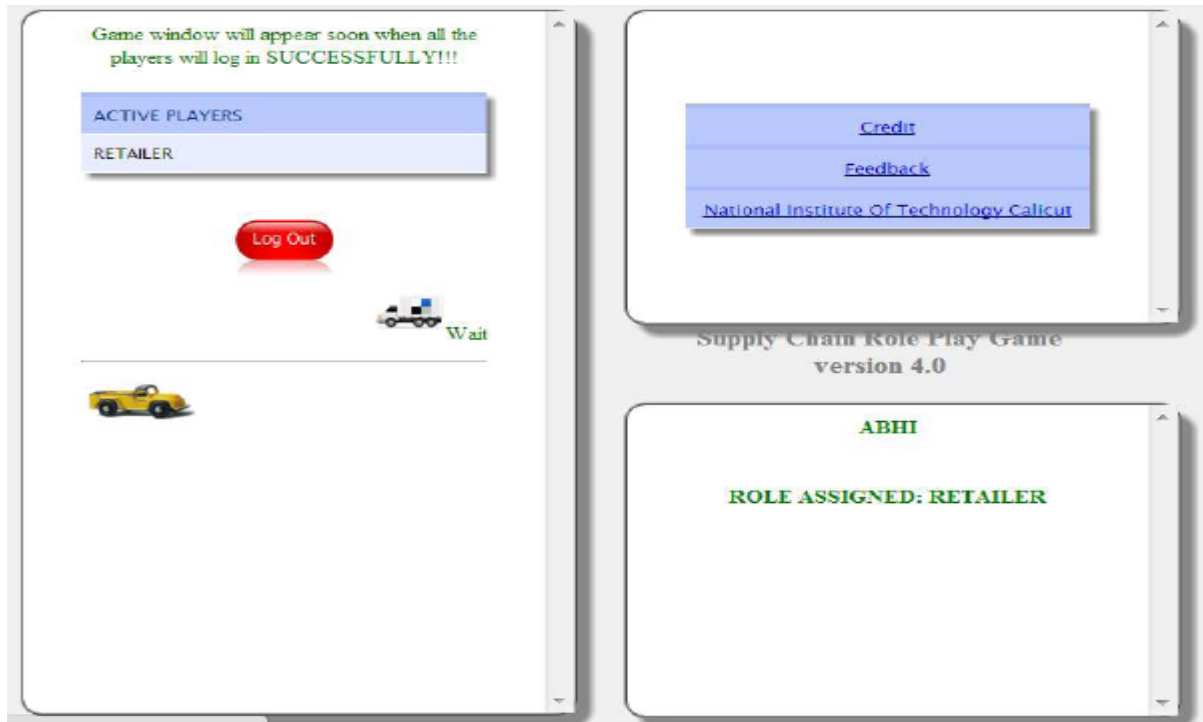 Game window will appear soon when all the
players will log in SUCCESSFULLY!!!
ACTIVE PLAYERS
RETAILER
Log Out
Wait
Credit
Feedback
National Institute Of Technology Calicut
Supply Chain Role Play Game
version 4.0
ABHI
ROLE ASSIGNED: RETAILER